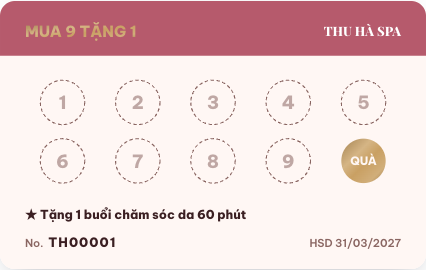 MUA 9 TẶNG 1
THU HÀ SPA
1 2 3 4 5
6 7 8 9 QUÀ
★ Tặng 1 buổi chăm sóc da 60 phút
No. TH00001
HSD 31/03/2027